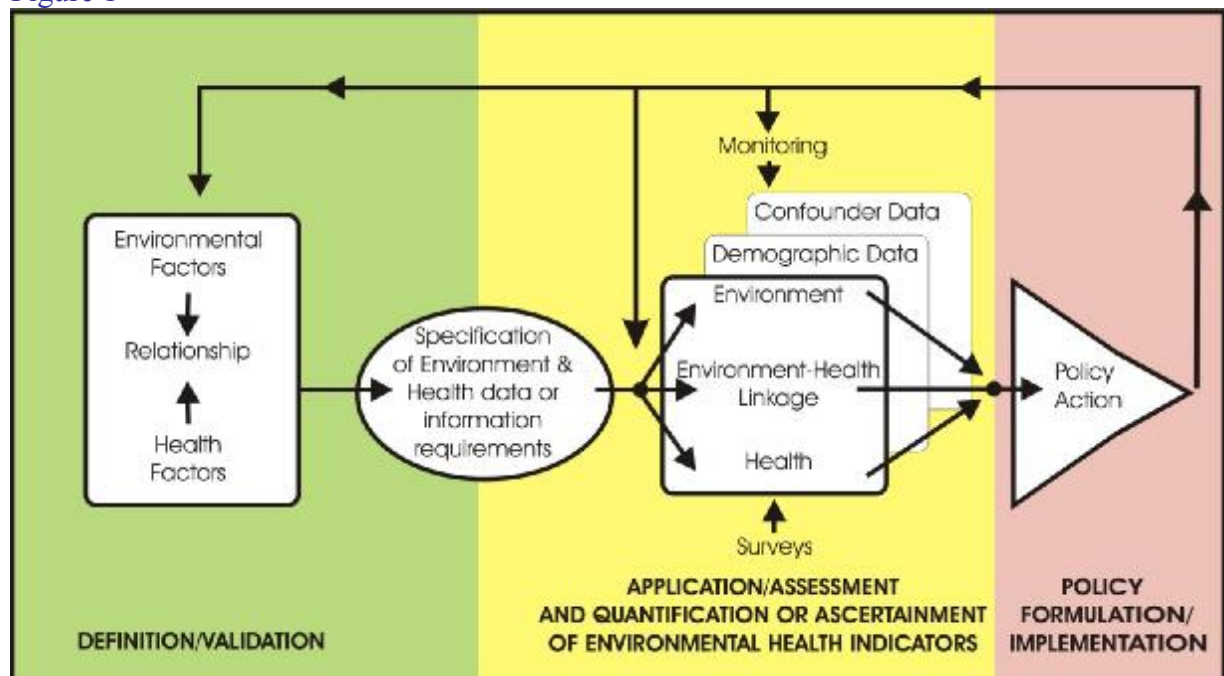 Monitoring
Confounder Data
Demographic Data
Environmental
Factors
Relationship
Health
Factors
Specification
of Environment &
Health data or
information
requirements
Environment
Environment-Health
Linkage
Health
Surveys
Policy
Action
DEFINITION/VALIDATION
APPLICATION/ASSESSMENT
AND QUANTIFICATION OR ASCERTAINMENT
OF ENVIRONMENTAL HEALTH INDICATORS
POLICY
FORMULATION/
IMPLEMENTATION